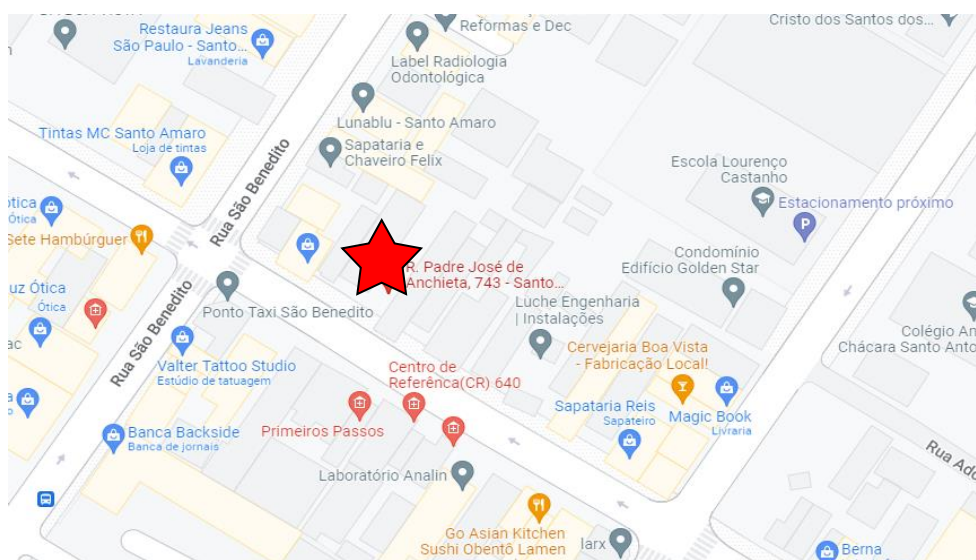 Restaura Jeans
São Paulo - Santo...
Lavanderia
Reformas e Dec
Cristo dos Santos dos...
Label Radiologia
Odontológica
Lunablu - Santo Amaro
Tintas MC Santo Amaro
Loja de tintas
Sapataria e
Chaveiro Felix
Rua São Benedito
Escola Lourenço
Castanho
Estacionamento próximo
P
Ótica
Sete Hambúrguer
R. Padre José de
Anchieta, 743 - Santo...
Condomínio
Edifício Golden Star
uz Ótica
Ótica
Ponto Taxi São Benedito
Luche Engenharia
| Instalações
Rua São Benedito
Colégio An
Chácara Santo Anto
Valter Tattoo Studio
Estúdio de tatuagem
Cervejaria Boa Vista
- Fabricação Local!
Centro de
Referênca(CR) 640
Sapataria Reis
Sapateiro
Magic Book
Livraria
Primeiros Passos
Banca Backside
Banca de jornais
Rua Ado
Laboratório Analin
Go Asian Kitchen
Sushi Obentô Lamen
larx
Berna